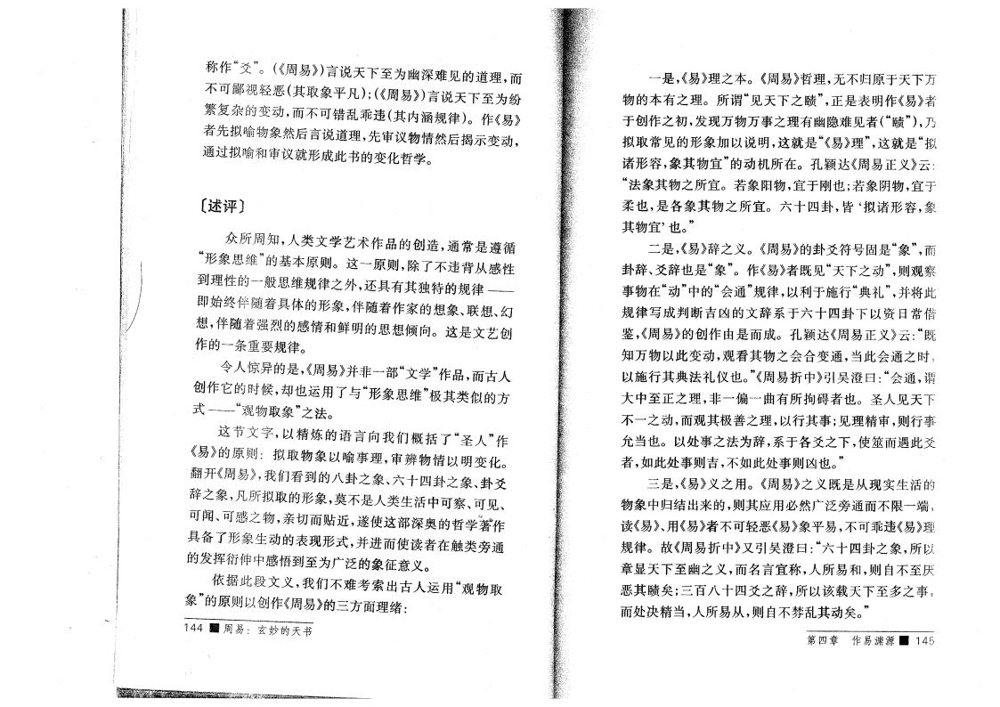 称作“爻”。(《周易》)言说天下至为幽深难见的道理,而
不可鄙视轻恶(其取象平凡);(《周易》)言说天下至为纷
繁复杂的变动,而不可错乱乖违(其内涵规律)。作《易》
者先拟喻物象然后言说道理,先审议物情然后揭示变动,
通过拟喻和审议就形成此书的变化哲学。
〔述评〕
众所周知,人类文学艺术作品的创造,通常是遵循
“形象思维”的基本原则。这一原则,除了不违背从感性
到理性的一般思维规律之外,还具有其独特的规律——
即始终伴随着具体的形象,伴随着作家的想象、联想、幻
想,伴随着强烈的感情和鲜明的思想倾向。这是文艺创
作的一条重要规律。
令人惊异的是,《周易》并非一部“文学”作品,而古人
创作它的时候,却也运用了与“形象思维”极其类似的方
式——“观物取象”之法。
这节文字,以精炼的语言向我们概括了“圣人”作
《易》的原则:拟取物象以喻事理,审辨物情以明变化。
翻开《周易》,我们看到的八卦之象、六十四卦之象、卦爻
辞之象,凡所拟取的形象,莫不是人类生活中可察、可见、
可闻、可感之物,亲切而贴近,遂使这部深奥的哲学著作
具备了形象生动的表现形式,并进而使读者在触类旁通
的发挥衍伸中感悟到至为广泛的象征意义。
依据此段文义,我们不难考索出古人运用“观物取
象”的原则以创作《周易》的三方面理绪:
144 ■ 周易:玄妙的天书
一是,《易》理之本。《周易》哲理,无不归原于天下万
物的本有之理。所谓“见天下之赜”,正是表明作《易》者
于创作之初,发现万物万事之理有幽隐难见者(“赜”),乃
拟取常见的形象加以说明,这就是“《易》理”,这就是“拟
诸形容,象其物宜”的动机所在。孔颖达《周易正义》云:
“法象其物之所宜。若象阳物,宜于刚也;若象阴物,宜于
柔也,是各象其物之所宜。六十四卦,皆‘拟诸形容,象
其物宜’也。”
二是,《易》辞之义。《周易》的卦爻符号固是“象”,而
卦辞、爻辞也是“象”。作《易》者既见“天下之动”,则观察
事物在“动”中的“会通”规律,以利于施行“典礼”,并将此
规律写成判断吉凶的文辞系于六十四卦下以资日常借
鉴,《周易》的创作由是而成。孔颖达《周易正义》云:“既
知万物以此变动,观看其物之会合变通,当此会通之时,
以施行其典法礼仪也。”《周易折中》引吴澄曰:“会通,谓
大中至正之理,非一偏一曲有所拘碍者也。圣人见天下
不一之动,而观其极善之理,以行其事;见理精审,则行事
允当也。以处事之法为辞,系于各爻之下,使筮而遇此爻
者,如此处事则吉,不如此处事则凶也。”
三是,《易》义之用。《周易》之义既是从现实生活的
物象中归结出来的,则其应用必然广泛旁通而不限一端,
读《易》、用《易》者不可轻恶《易》象平易,不可乖违《易》理
规律。故《周易折中》又引吴澄曰:“六十四卦之象,所以
章显天下至幽之义,而名言宜称,人所易和,则自不至厌
恶其赜矣;三百八十四爻之辞,所以该载天下至多之事,
而处决精当,人所易从,则自不棼乱其动矣。”
第四章 作易渊源 ■ 145